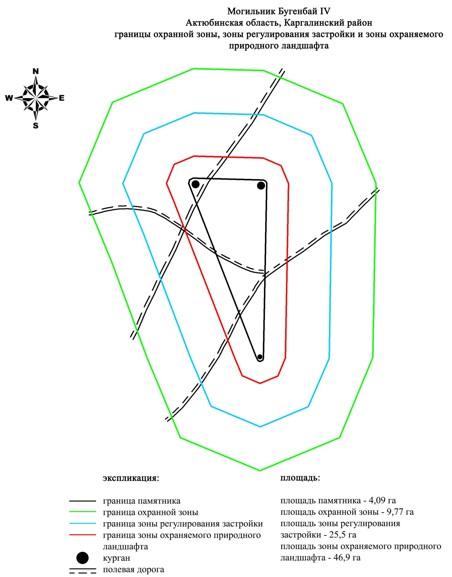 Могильник Бугенбай IV
Актюбинская область, Каргалинский район
границы охранной зоны, зоны регулирования застройки и зоны охраняемого
природного ландшафта
N
W E
S
экспликация:
граница памятника
граница охранной зоны
граница зоны регулирования застройки
граница зоны охраняемого природного
ландшафта
курган
полевая дорога
площадь:
площадь памятника - 4,09 га
площадь охранной зоны - 9,77 га
площадь зоны регулирования
застройки - 25,5 га
площадь зоны охраняемого природного
ландшафта - 46,9 га